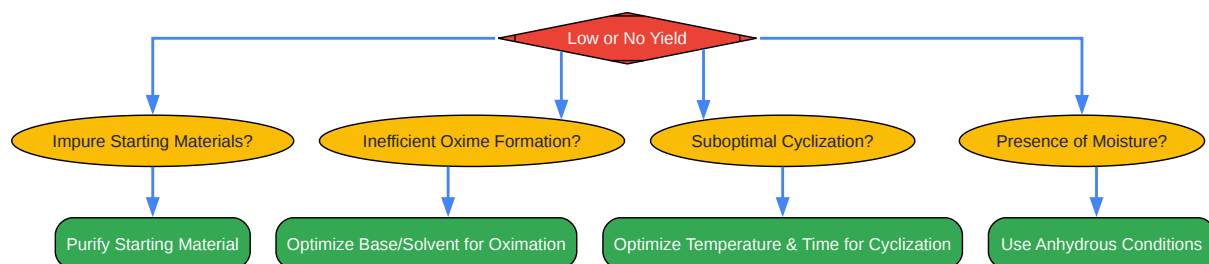 Low or No Yield
Impure Starting Materials?
Inefficient Oxime Formation?
Suboptimal Cyclization?
Presence of Moisture?
Purify Starting Material
Optimize Base/Solvent for Oximation
Optimize Temperature & Time for Cyclization
Use Anhydrous Conditions